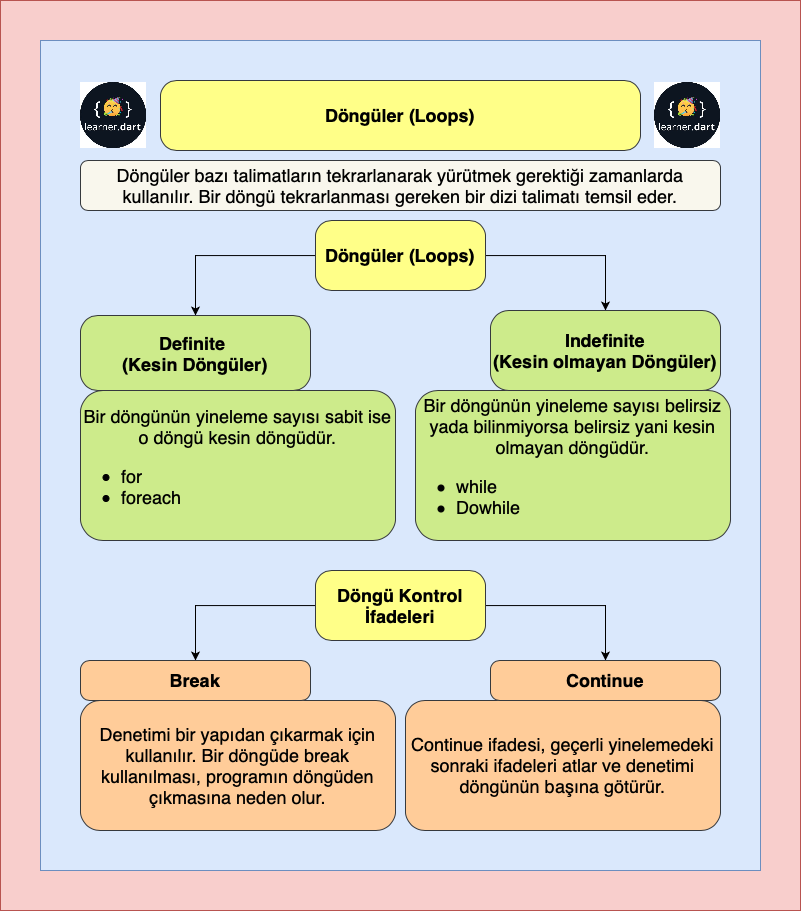 { }
learner.dart
Döngüler (Loops)
{ }
learner.dart
Döngüler bazı talimatların tekrarlanarak yürütmek gerektiği zamanlarda
kullanılır. Bir döngü tekrarlanması gereken bir dizi talimatı temsil eder.
Döngüler (Loops)
Definite
(Kesin Döngüler)
Bir döngünün yineleme sayısı sabit ise
o döngü kesin döngüdür.
• for
• foreach
Indefinite
(Kesin olmayan Döngüler)
Bir döngünün yineleme sayısı belirsiz
yada bilinmiyorsa belirsiz yani kesin
olmayan döngüdür.
• while
• Dowhile
Döngü Kontrol
İfadeleri
Break
Denetimi bir yapıdan çıkarmak için
kullanılır. Bir döngüde break
kullanılması, programın döngüden
çıkmasına neden olur.
Continue
Continue ifadesi, geçerli yinelemedeki
sonraki ifadeleri atlar ve denetimi
döngünün başına götürür.